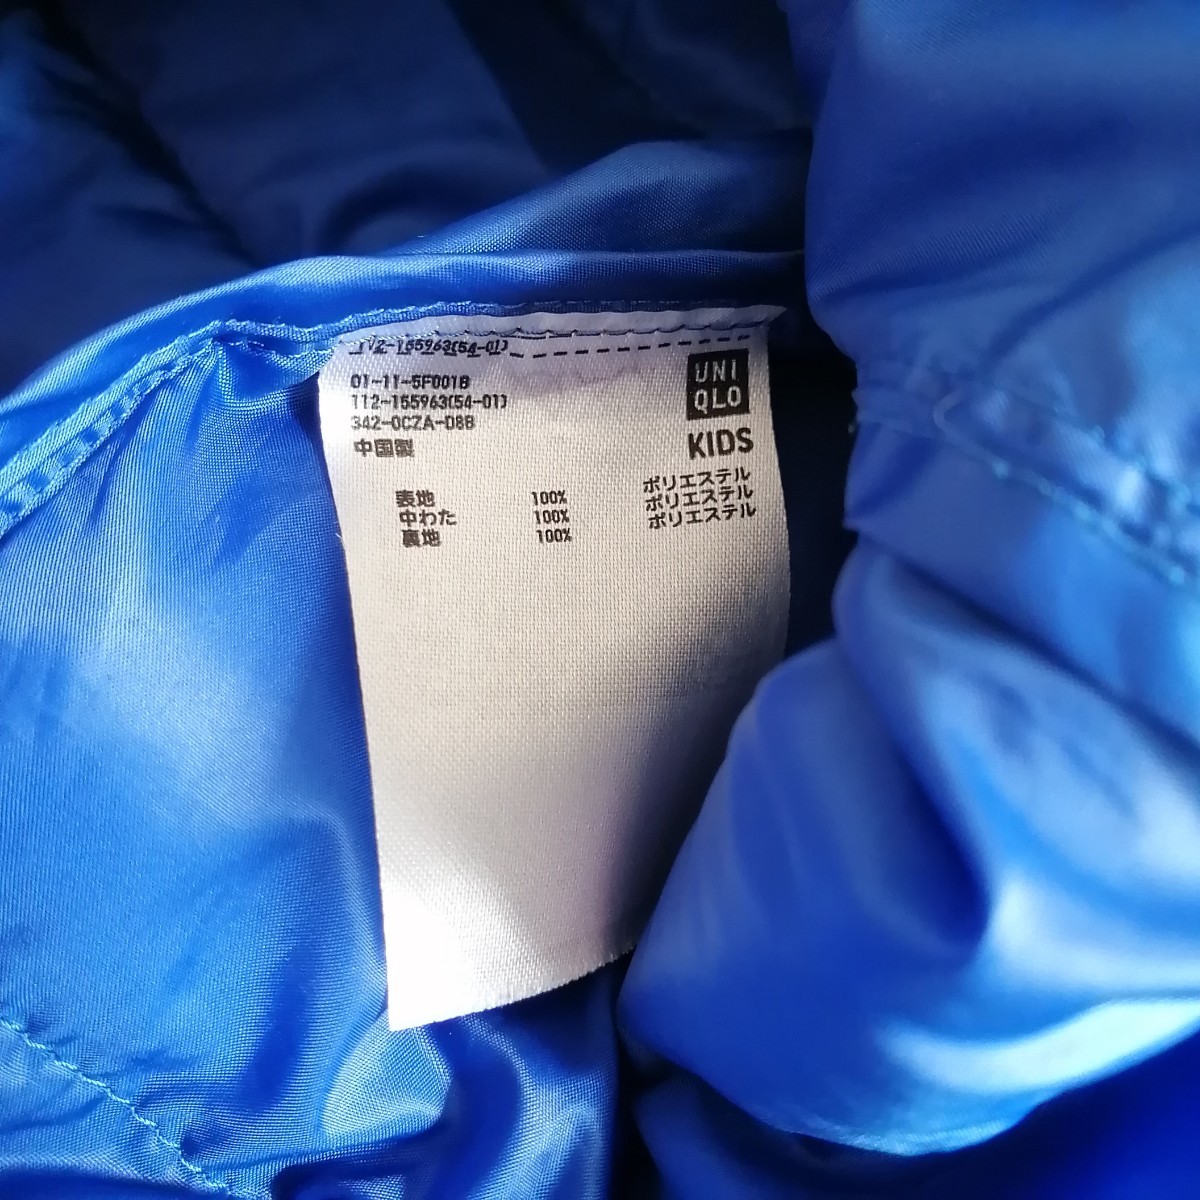 112-155963(54-01)
UNI
QLO
01-11-5F001B
112-155963(54-01)
342-0CZA-D8B
KIDS
中国製
表地 100% ポリエステル
中わた 100% ポリエステル
裏地 100% ポリエステル